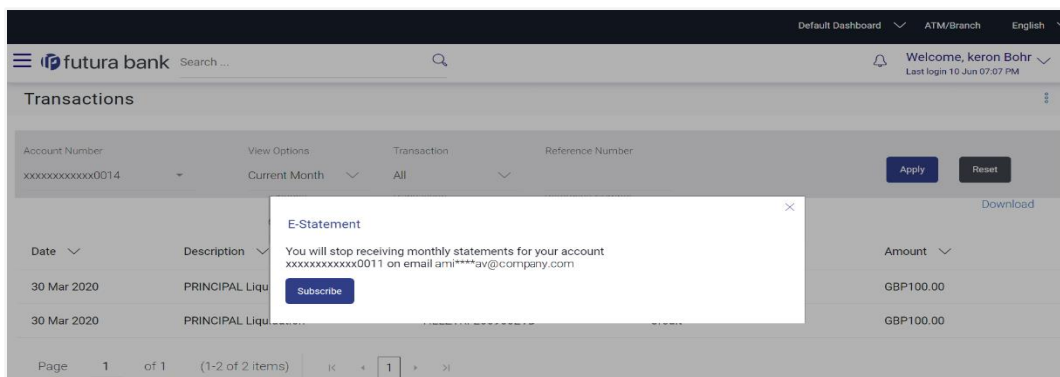 Default Dashboard ATM/Branch English
futura bank Search ... Welcome, keron Bohr
Last login 10 Jun 07:07 PM
Transactions
Account Number View Options Transaction Reference Number
xxxxxxxxxxxx0014 Current Month All Apply Reset
Download
E-Statement
You will stop receiving monthly statements for your account
xxxxxxxxxxxx0011 on email ami****av@company.com
Subscribe
Date Description Amount
30 Mar 2020 PRINCIPAL Liqu GBP100.00
30 Mar 2020 PRINCIPAL GBP100.00
Page 1 of 1 (1-2 of 2 items) 1